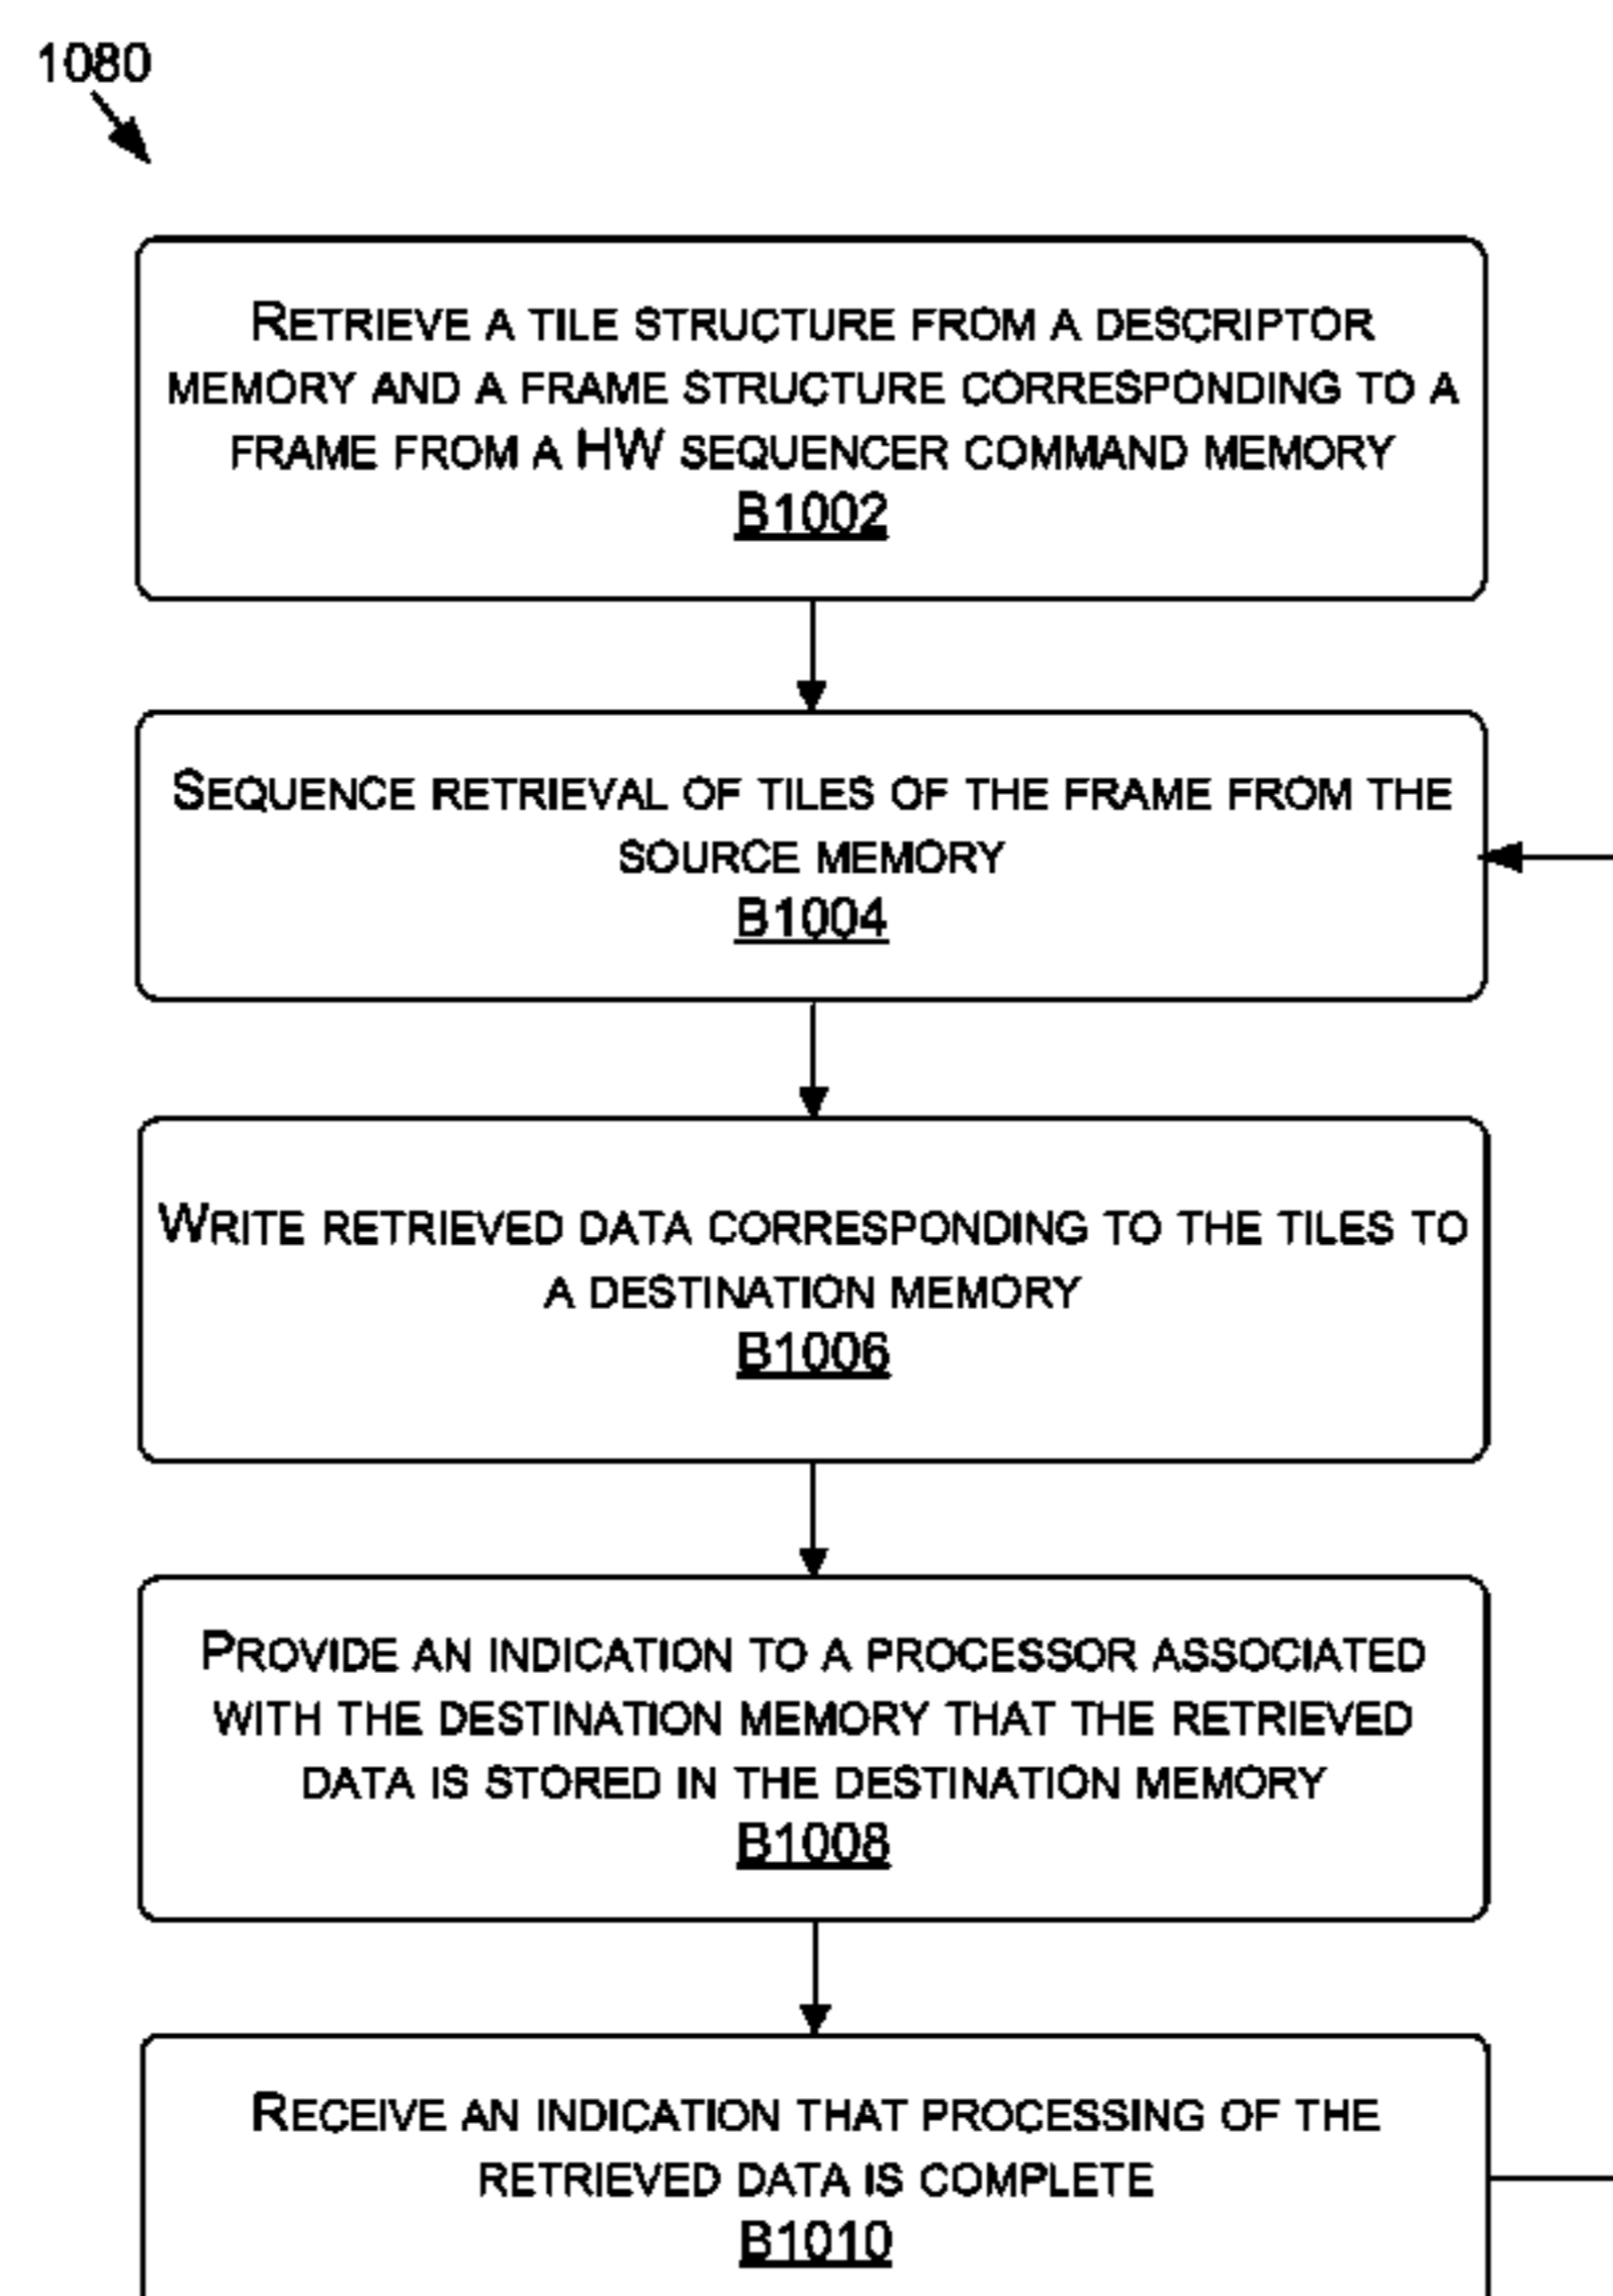 1080
RETRIEVE A TILE STRUCTURE FROM A DESCRIPTOR
MEMORY AND A FRAME STRUCTURE CORRESPONDING TO A
FRAME FROM A HW SEQUENCER COMMAND MEMORY
B1002
SEQUENCE RETRIEVAL OF TILES OF THE FRAME FROM THE
SOURCE MEMORY
B1004
WRITE RETRIEVED DATA CORRESPONDING TO THE TILES TO
A DESTINATION MEMORY
B1006
PROVIDE AN INDICATION TO A PROCESSOR ASSOCIATED
WITH THE DESTINATION MEMORY THAT THE RETRIEVED
DATA IS STORED IN THE DESTINATION MEMORY
B1008
RECEIVE AN INDICATION THAT PROCESSING OF THE
RETRIEVED DATA IS COMPLETE
B1010